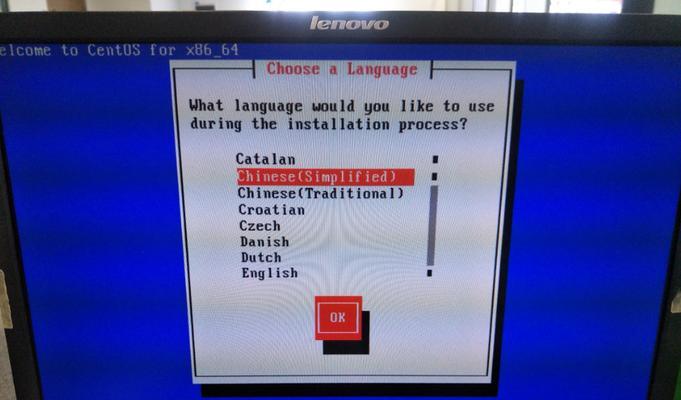 lenovo
elcome to CentOS for x86_64
Choose a Language
What language would you like to use
during the installation process?
Catalan
Chinese(Simplified)
Chinese(Traditional)
Croatian
Czech
Danish
Dutch
English
OK